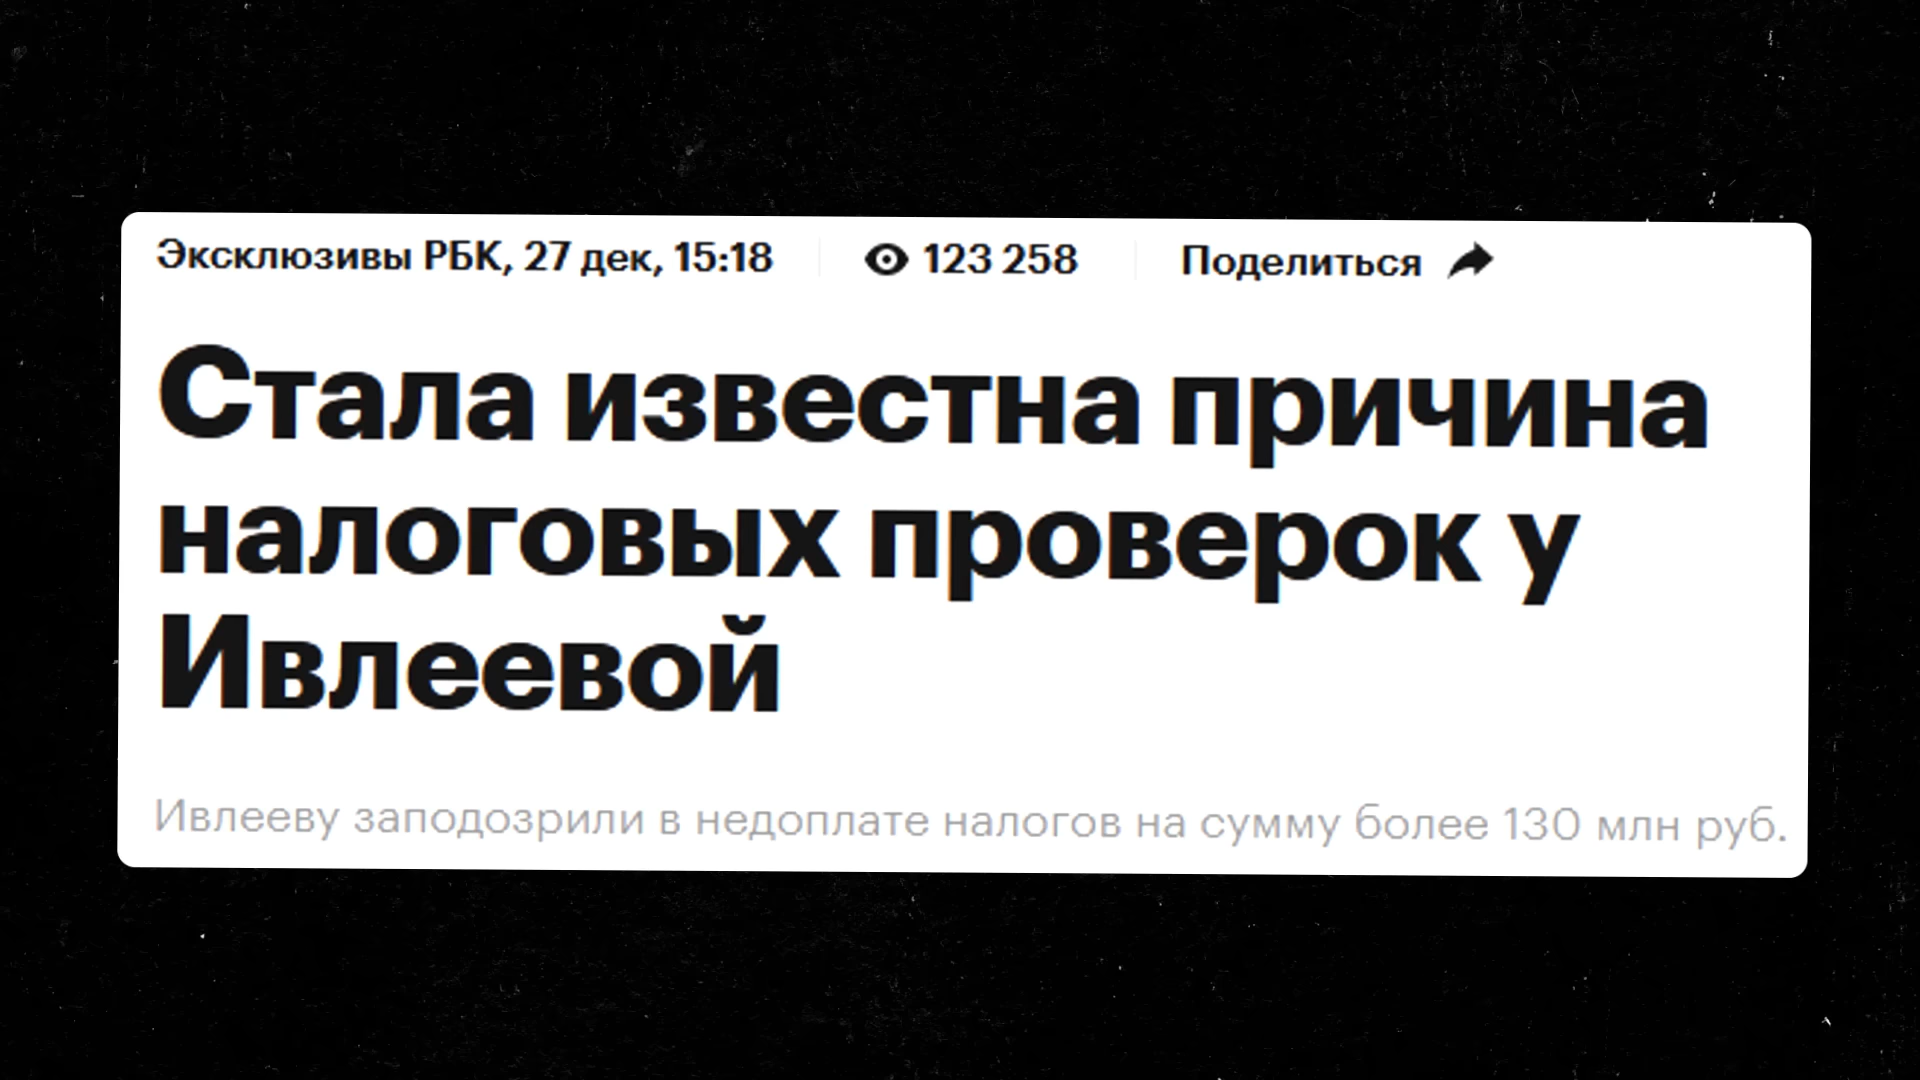 Эксклюзивы РБК, 27 дек, 15:18 123 258 Поделиться
Стала известна причина
налоговых проверок у
Ивлеевой
Ивлееву заподозрили в недоплате налогов на сумму более 130 млн руб.